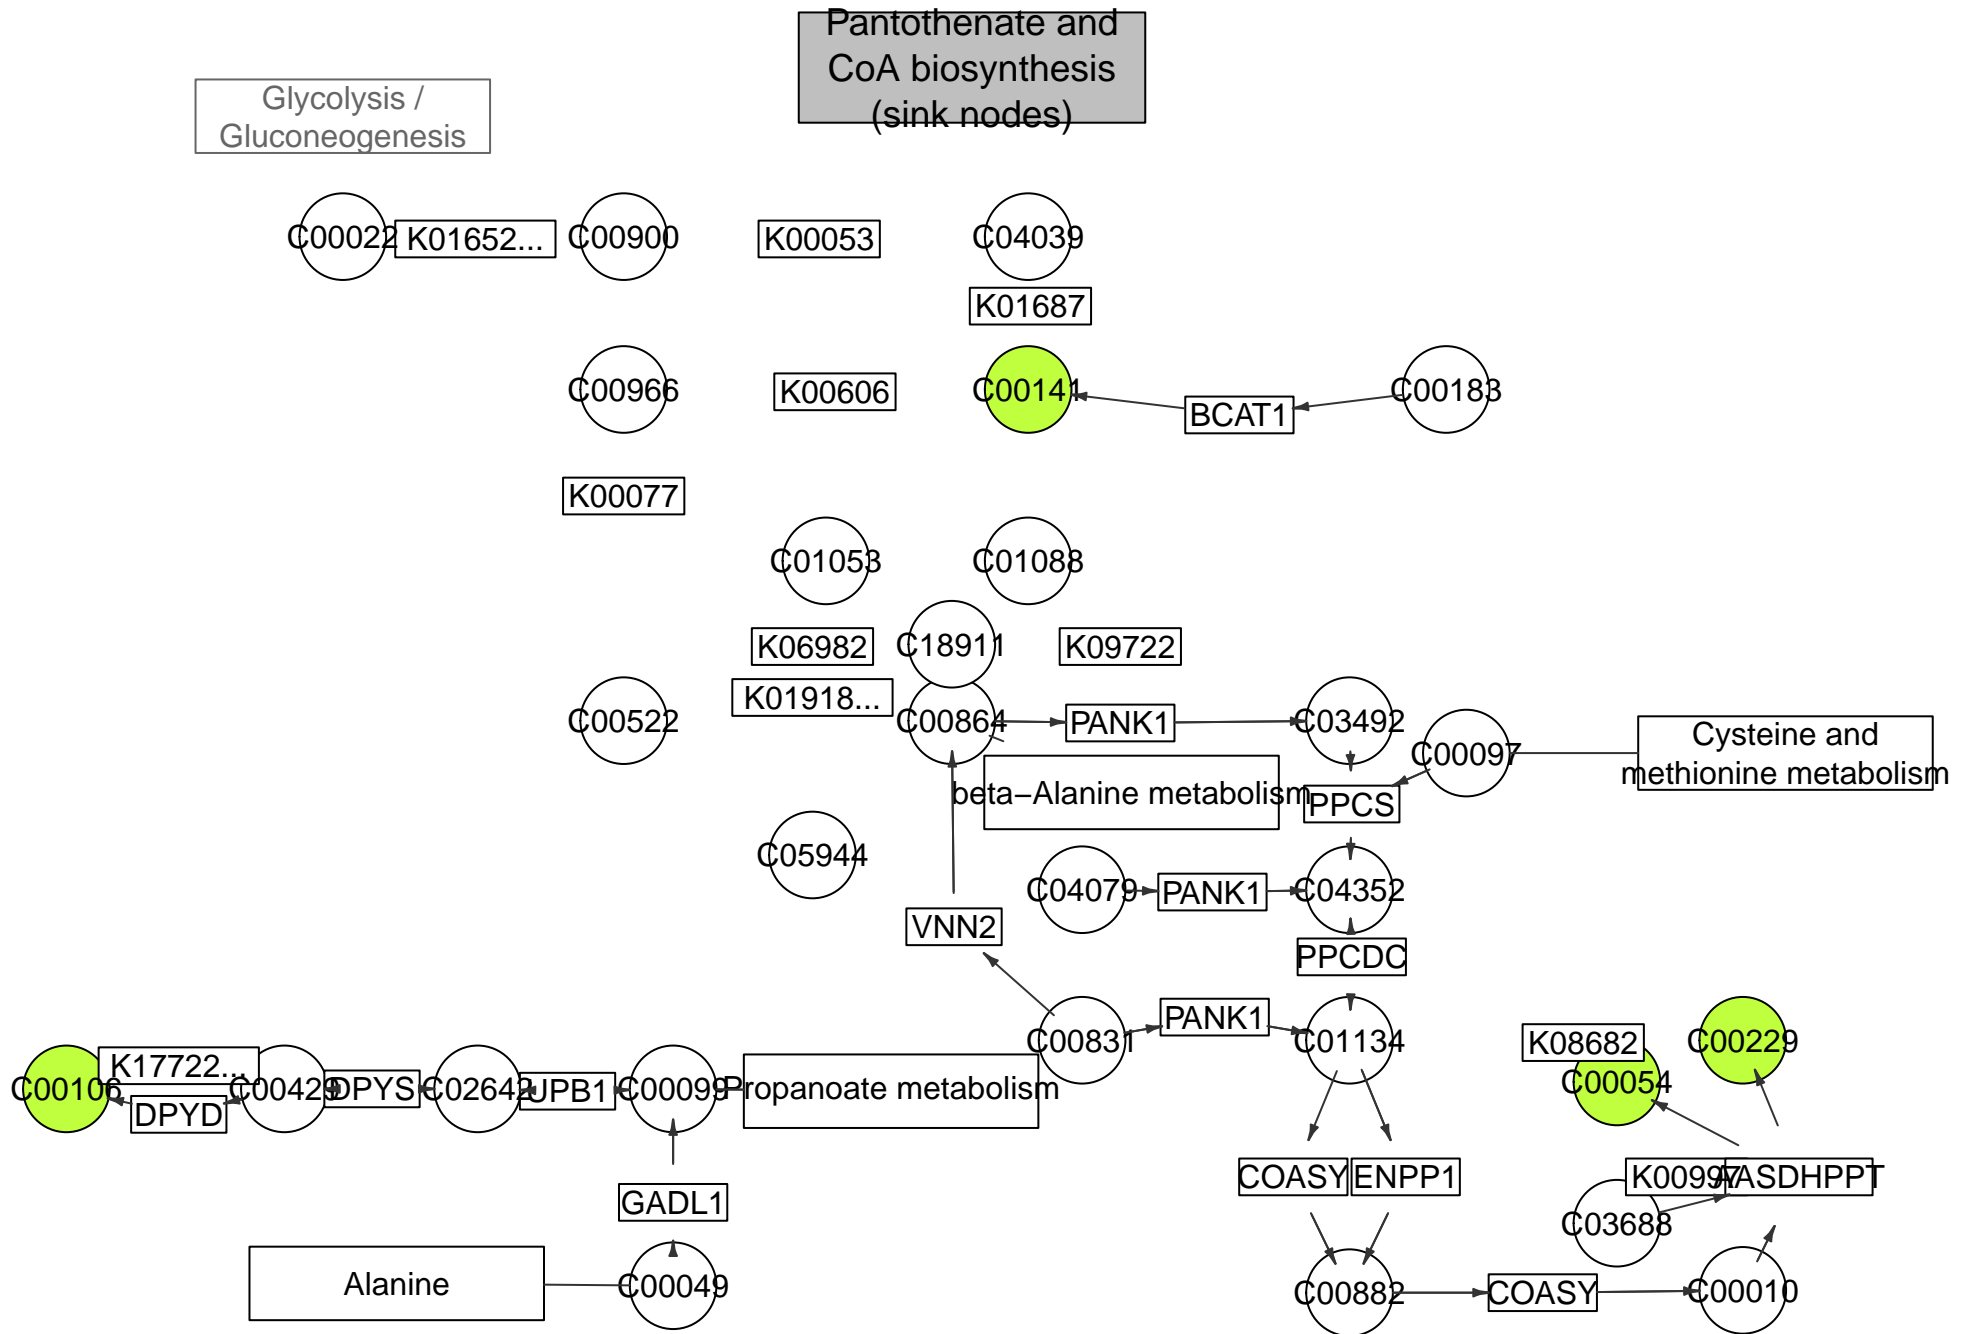 Pantothenate and
CoA biosynthesis
(sink nodes)
Glycolysis /
Gluconeogenesis
C00022
K01652...
C00900
K00053
C04039
K01687
C00966
K00606
C00141
BCAT1
C00183
K00077
C01053
C01088
K06982
C18911
K09722
K01918...
C00522
C00864
PANK1
C03492
C00097
Cysteine and
methionine metabolism
beta−Alanine metabolism
PPCS
C05944
C04079
PANK1
C04352
VNN2
PPCDC
C00831
PANK1
C01134
K08682
C00229
C00054
C00106
K17722...
C00429
DPYD
DPYS
C02642
UPB1
C00099
Propanoate metabolism
COASY
ENPP1
K00997
AASDHPPT
GADL1
C03688
Alanine
C00049
C00882
COASY
C00010